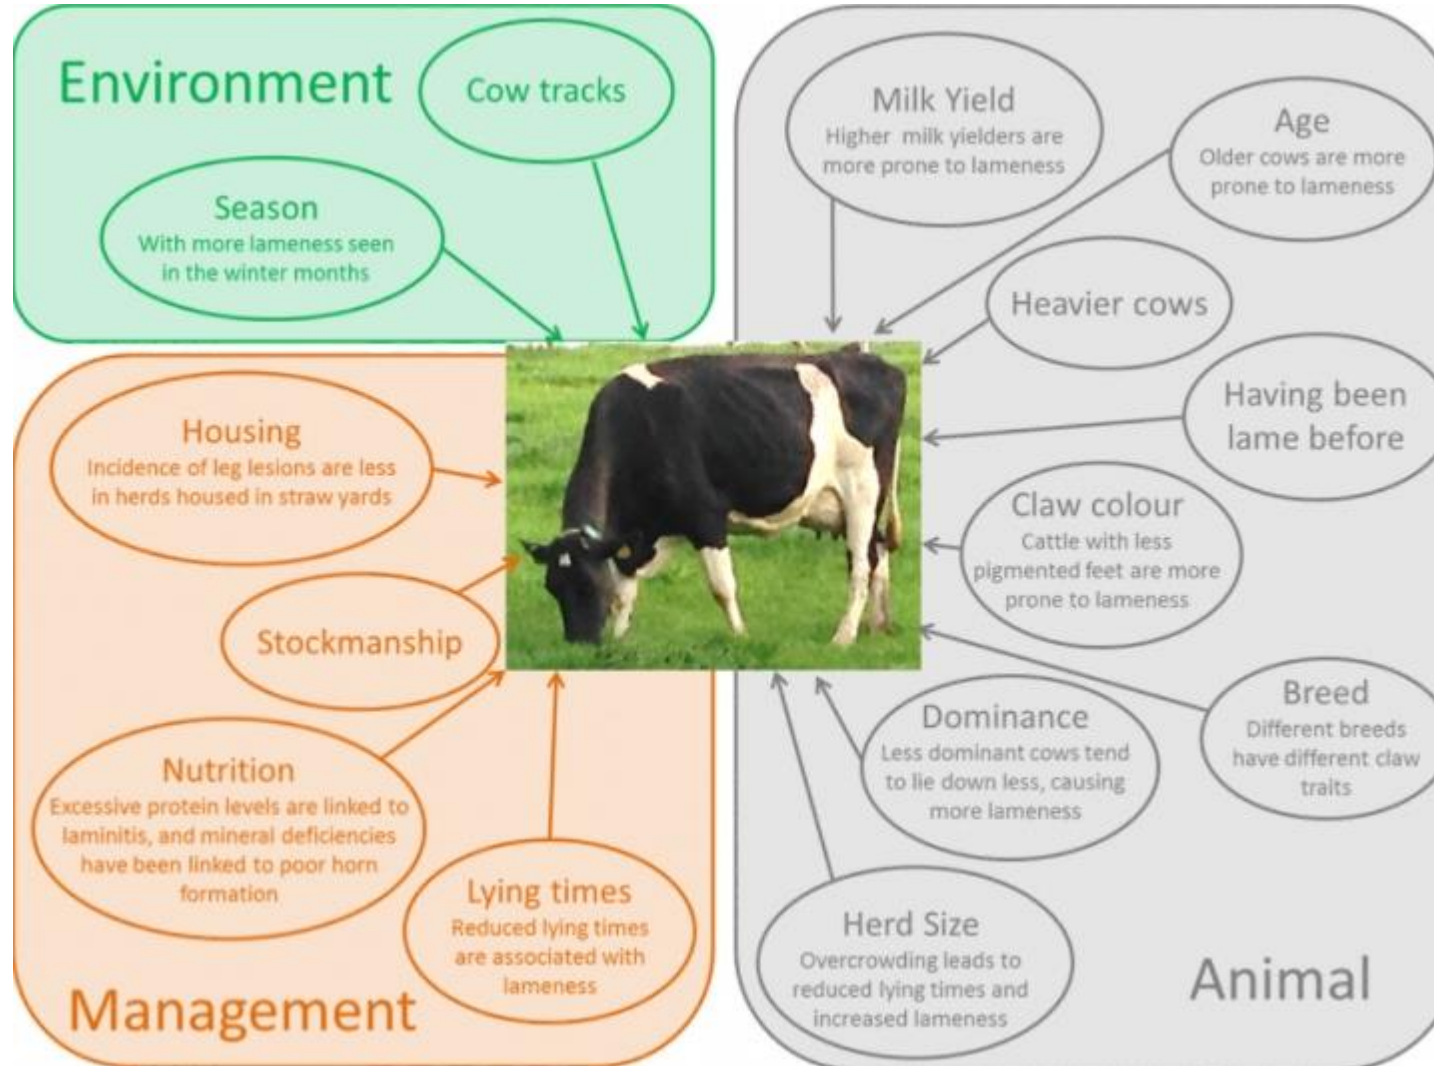 Environment
Cow tracks
Season
With more lameness seen
in the winter months
Housing
Incidence of leg lesions are less
in herds housed in straw yards
Stockmanship
Nutrition
Excessive protein levels are linked to
laminitis, and mineral deficiencies
have been linked to poor horn
formation
Lying times
Reduced lying times
are associated with
lameness
Management
Milk Yield
Higher milk yielders are
more prone to lameness
Age
Older cows are more
prone to lameness
Heavier cows
Having been
lame before
Claw colour
Cattle with less
pigmented feet are more
prone to lameness
Breed
Different breeds
have different claw
traits
Dominance
Less dominant cows tend
to lie down less, causing
more lameness
Herd Size
Overcrowding leads to
reduced lying times and
increased lameness
Animal